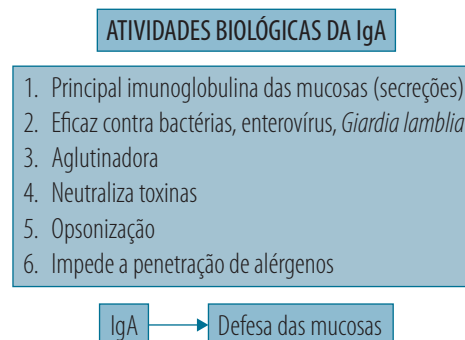 ATIVIDADES BIOLÓGICAS DA IgA
1. Principal imunoglobulina das mucosas (secreções)
2. Eficaz contra bactérias, enterovírus, Giardia lamblia
3. Aglutinadora
4. Neutraliza toxinas
5. Opsonização
6. Impede a penetração de alérgenos
IgA
Defesa das mucosas